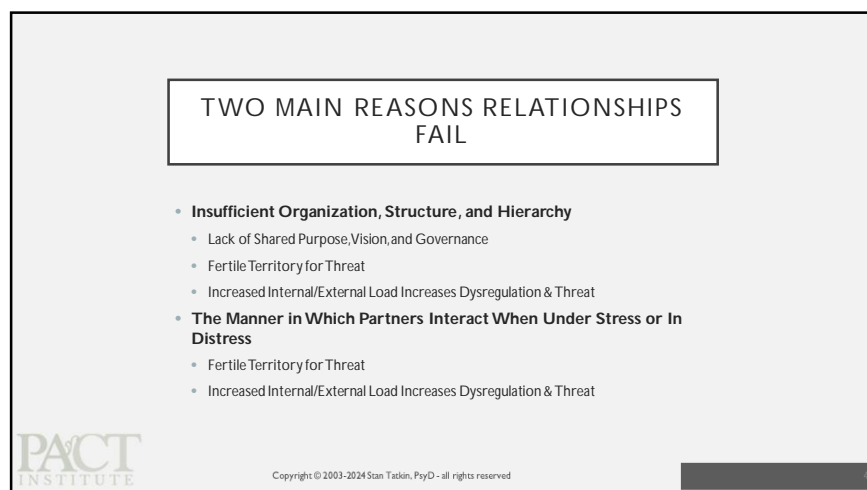 TWO MAIN REASONS RELATIONSHIPS
FAIL
• Insufficient Organization, Structure, and Hierarchy
• Lack of Shared Purpose, Vision, and Governance
• Fertile Territory for Threat
• Increased Internal/External Load Increases Dysregulation & Threat
• The Manner in Which Partners Interact When Under Stress or In
Distress
• Fertile Territory for Threat
• Increased Internal/External Load Increases Dysregulation & Threat
PACT
INSTITUTE
Copyright © 2003-2024 Stan Tatkin, PsyD - all rights reserved